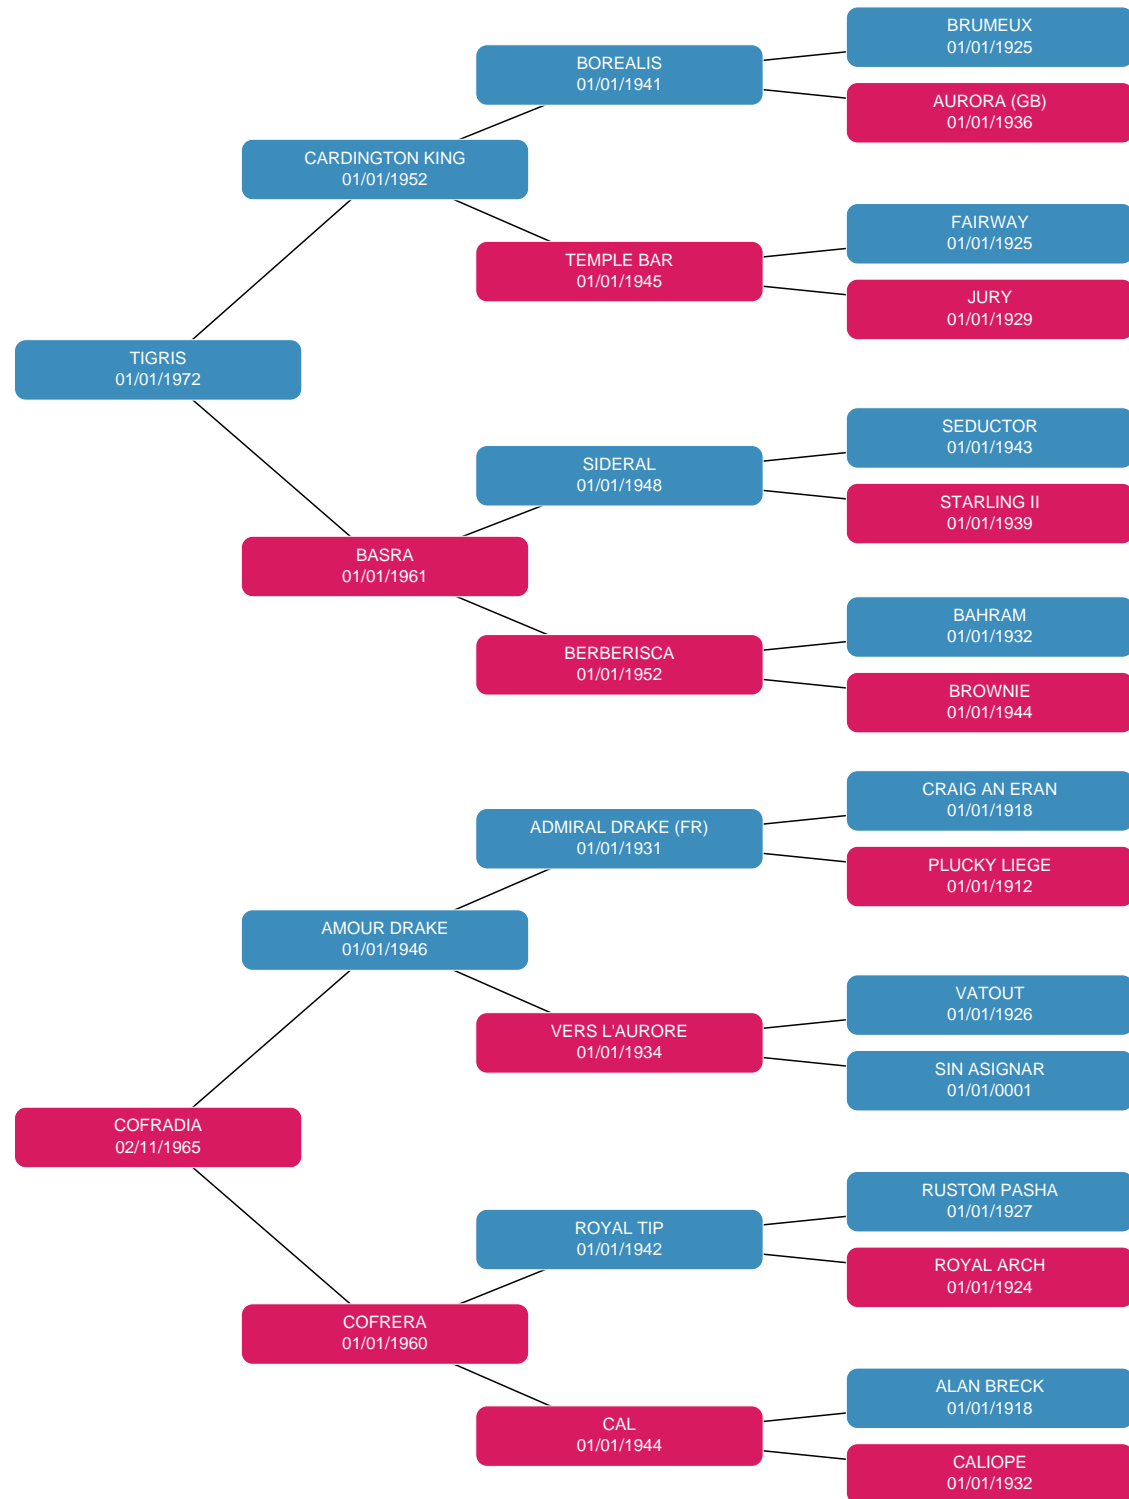 BRUMEUX
01/01/1925
BOREALIS
01/01/1941
AURORA (GB)
01/01/1936
CARDINGTON KING
01/01/1952
FAIRWAY
01/01/1925
TEMPLE BAR
01/01/1945
JURY
01/01/1929
TIGRIS
01/01/1972
SEDUCTOR
01/01/1943
SIDERAL
01/01/1948
STARLING II
01/01/1939
BASRA
01/01/1961
BAHRAM
01/01/1932
BERBERISCA
01/01/1952
BROWNIE
01/01/1944
CRAIG AN ERAN
01/01/1918
ADMIRAL DRAKE (FR)
01/01/1931
PLUCKY LIEGE
01/01/1912
AMOUR DRAKE
01/01/1946
VATOUT
01/01/1926
VERS L'AURORE
01/01/1934
SIN ASIGNAR
01/01/0001
COFRADIA
02/11/1965
RUSTOM PASHA
01/01/1927
ROYAL TIP
01/01/1942
ROYAL ARCH
01/01/1924
COFRERA
01/01/1960
ALAN BRECK
01/01/1918
CAL
01/01/1944
CALIOPE
01/01/1932